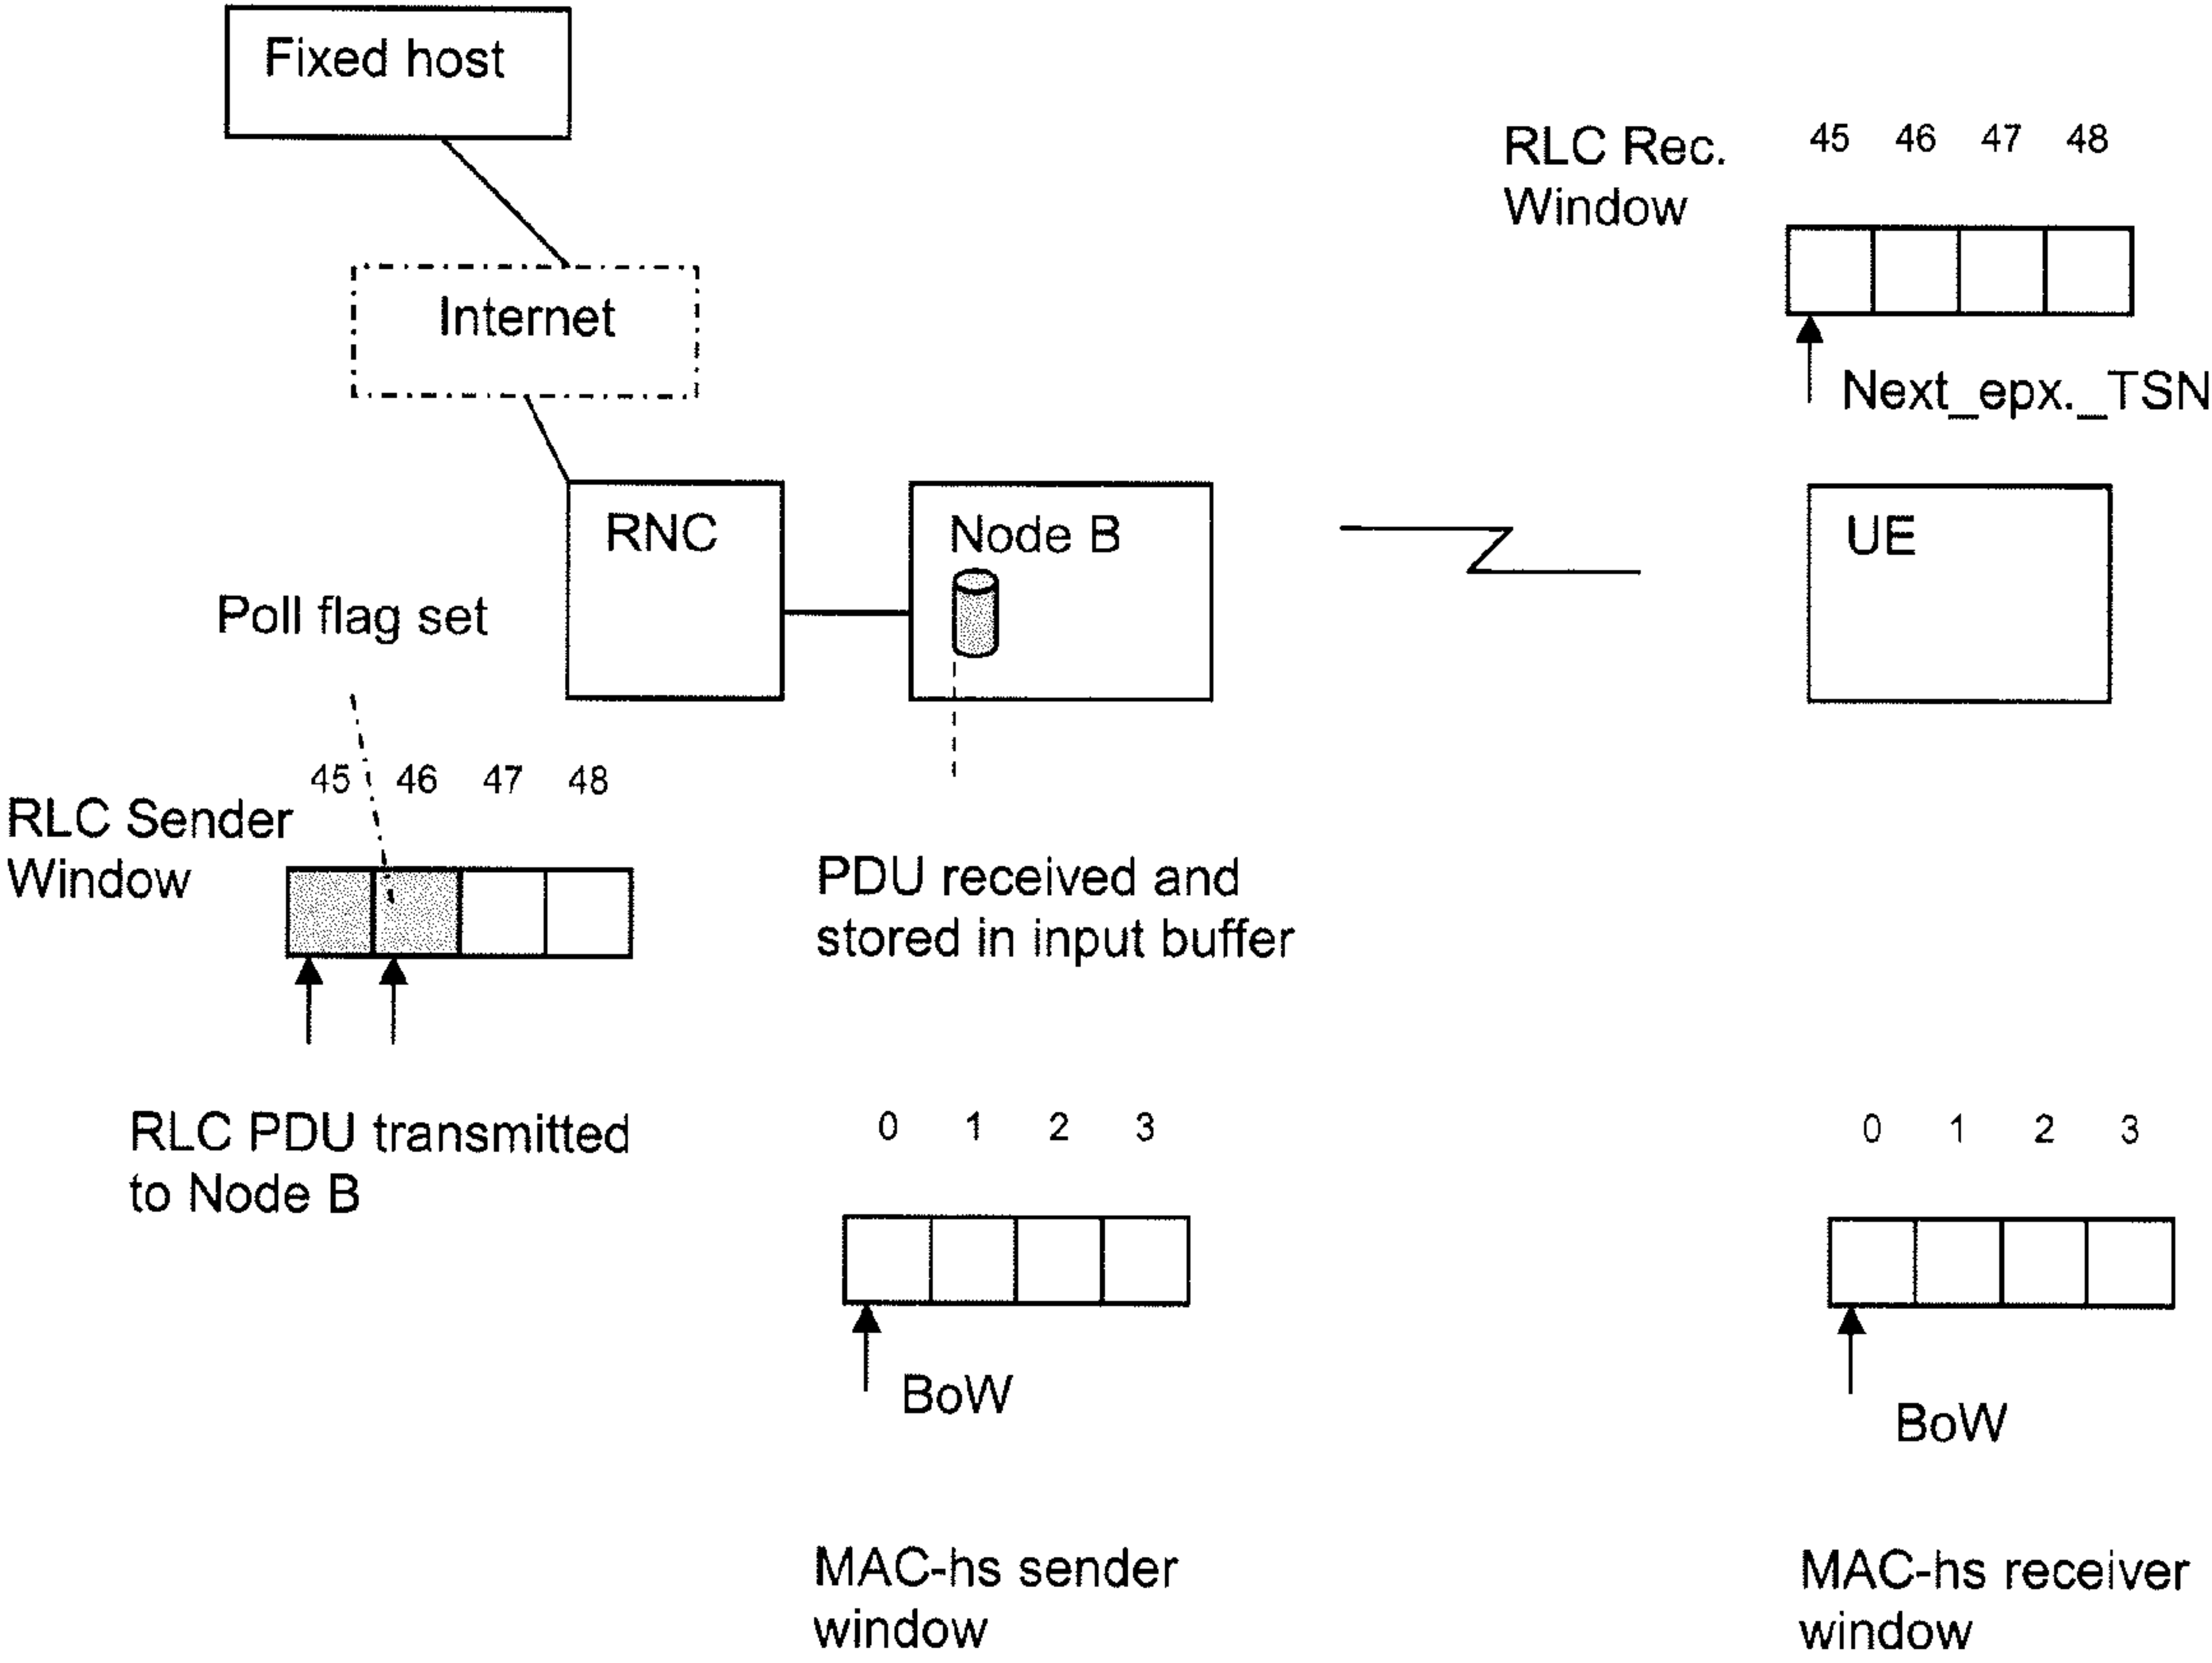 Fixed host
RLC Rec.
Window
45 46 47 48
Internet
Next_epx._TSN
RNC
Node B
UE
Poll flag set
45 46 47 48
RLC Sender
Window
PDU received and
stored in input buffer
RLC PDU transmitted
to Node B
0 1 2 3
0 1 2 3
BoW
BoW
MAC-hs sender
window
MAC-hs receiver
window